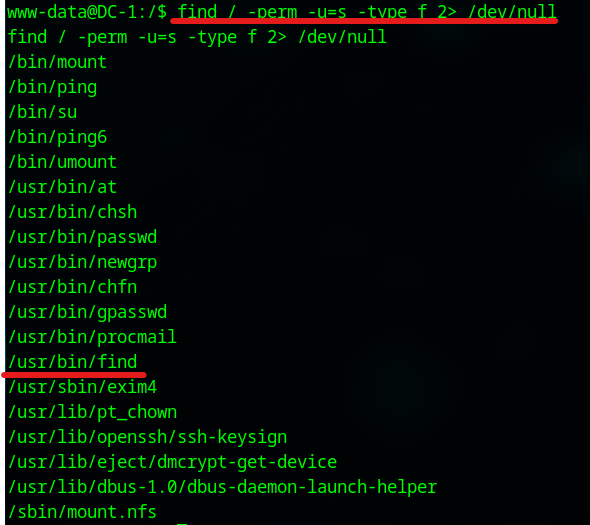 www-data@DC-1:/$ find / -perm -u=s -type f 2> /dev/null
find / -perm -u=s -type f 2> /dev/null
/bin/mount
/bin/ping
/bin/su
/bin/ping6
/bin/umount
/usr/bin/at
/usr/bin/chsh
/usr/bin/passwd
/usr/bin/newgrp
/usr/bin/chfn
/usr/bin/gpasswd
/usr/bin/procmail
/usr/bin/find
/usr/sbin/exim4
/usr/lib/pt_chown
/usr/lib/openssh/ssh-keysign
/usr/lib/eject/dmcrypt-get-device
/usr/lib/dbus-1.0/dbus-daemon-launch-helper
/sbin/mount.nfs